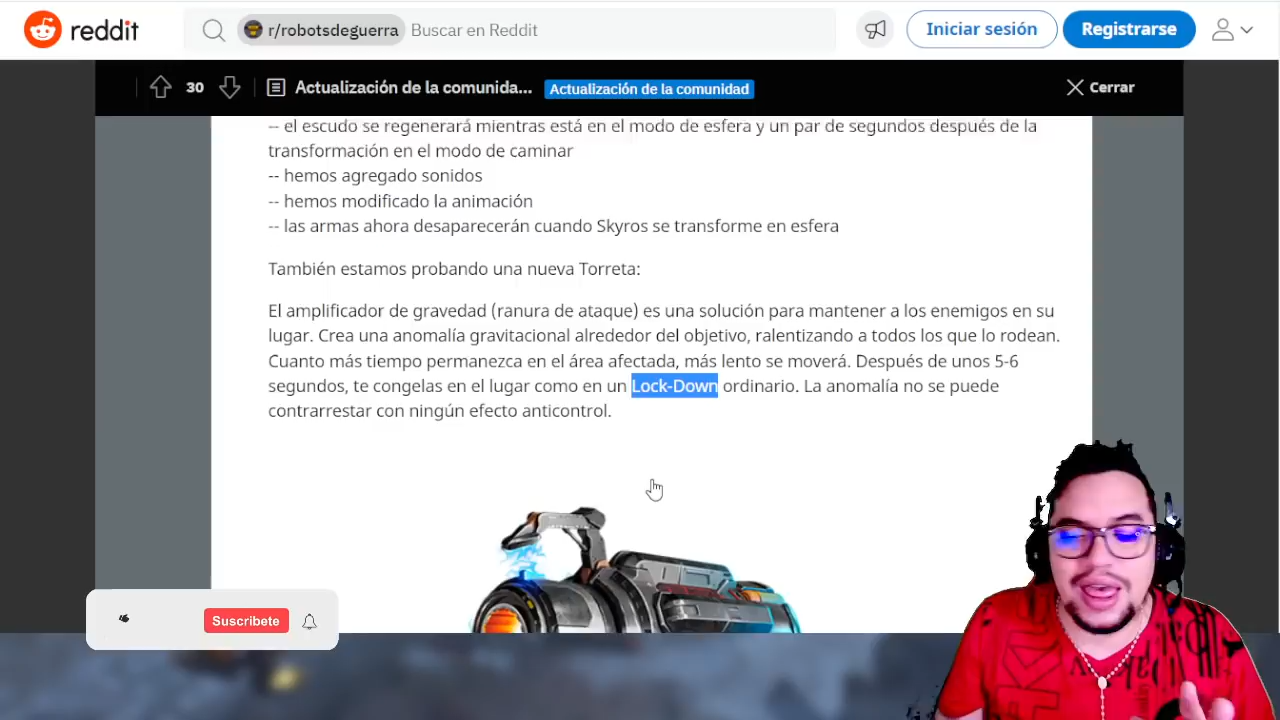 reddit
r/robotsdeguerra
Buscar en Reddit
Iniciar sesión
Registrarse
30
Actualización de la comunida...
Actualización de la comunidad
Cerrar
-- el escudo se regenerará mientras está en el modo de esfera y un par de segundos después de la
transformación en el modo de caminar
-- hemos agregado sonidos
-- hemos modificado la animación
-- las armas ahora desaparecerán cuando Skyros se transforme en esfera
También estamos probando una nueva Torreta:
El amplificador de gravedad (ranura de ataque) es una solución para mantener a los enemigos en su
lugar. Crea una anomalía gravitacional alrededor del objetivo, ralentizando a todos los que lo rodean.
Cuanto más tiempo permanezca en el área afectada, más lento se moverá. Después de unos 5-6
segundos, te congelas en el lugar como en un Lock-Down ordinario. La anomalía no se puede
contrarrestar con ningún efecto anticontrol.
Suscribete